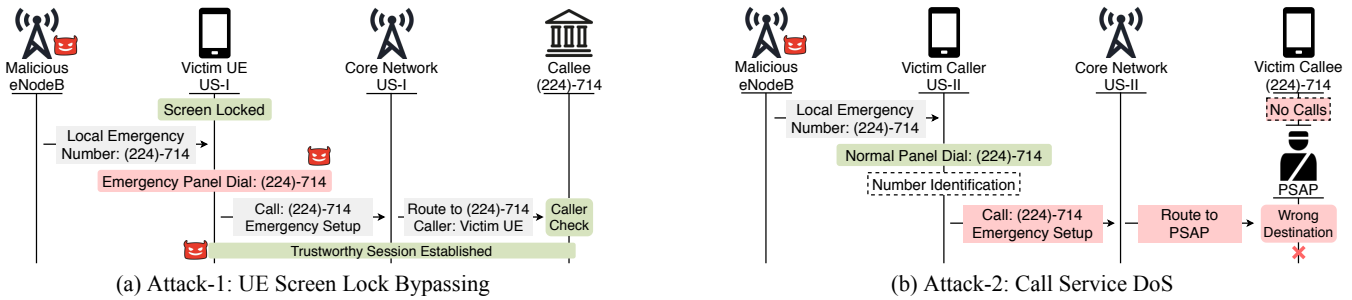 Malicious
eNodeB
Victim UE
US-I
Core Network
US-I
Callee
(224)-714
Screen Locked
Local Emergency
Number: (224)-714
Emergency Panel Dial: (224)-714
Call: (224)-714
Emergency Setup
Route to (224)-714
Caller: Victim UE
Caller
Check
Trustworthy Session Established
(a) Attack-1: UE Screen Lock Bypassing
Malicious
eNodeB
Victim Caller
US-II
Core Network
US-II
Victim Callee
(224)-714
No Calls
Local Emergency
Number: (224)-714
Normal Panel Dial: (224)-714
Number Identification
PSAP
Call: (224)-714
Emergency Setup
Route to
PSAP
Wrong
Destination
(b) Attack-2: Call Service DoS